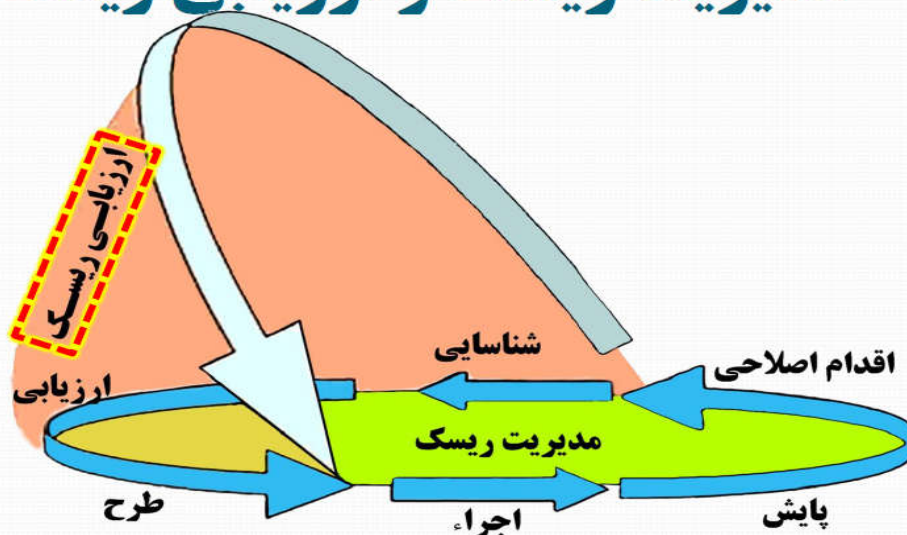 ارزیابی ریسک
شناسایی
اقدام اصلاحی
ارزیابی
مدیریت ریسک
طرح
اجراء
پایش